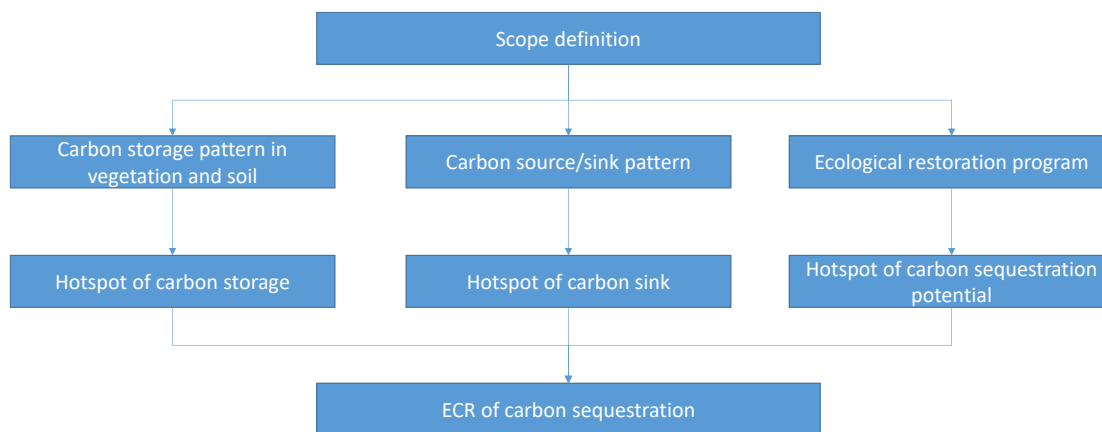 Scope definition
Carbon storage pattern in
vegetation and soil
Carbon source/sink pattern
Ecological restoration program
Hotspot of carbon storage
Hotspot of carbon sink
Hotspot of carbon sequestration
potential
ECR of carbon sequestration